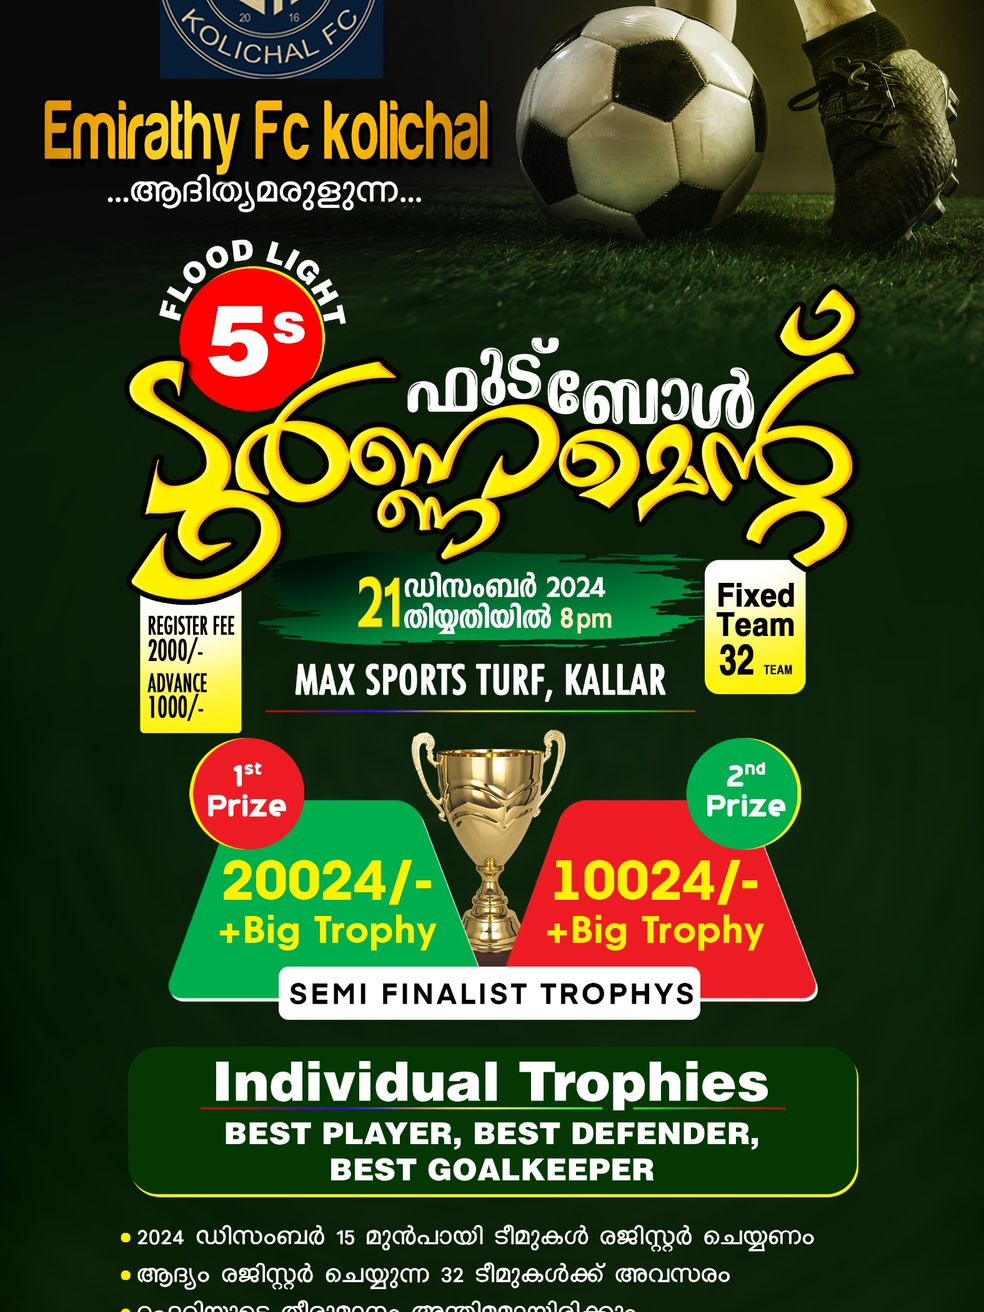 20 16
KOLICHAL FC
Emirathy Fc kolichal
...ആദിത്യമരുളുന്ന...
FLOOD LIGHT
5s
ഫുട്ബോൾ
ടൂർണ്ണാമെന്റ്
21 ഡിസംബർ 2024
തിയ്യതിയിൽ 8pm
REGISTER FEE
2000/-
ADVANCE
1000/-
Fixed
Team
32 TEAM
MAX SPORTS TURF, KALLAR
1st
Prize
20024/-
+Big Trophy
2nd
Prize
10024/-
+Big Trophy
SEMI FINALIST TROPHYS
Individual Trophies
BEST PLAYER, BEST DEFENDER,
BEST GOALKEEPER
• 2024 ഡിസംബർ 15 മുൻപായി ടീമുകൾ രജിസ്റ്റർ ചെയ്യണം
• ആദ്യം രജിസ്റ്റർ ചെയ്യുന്ന 32 ടീമുകൾക്ക് അവസരം